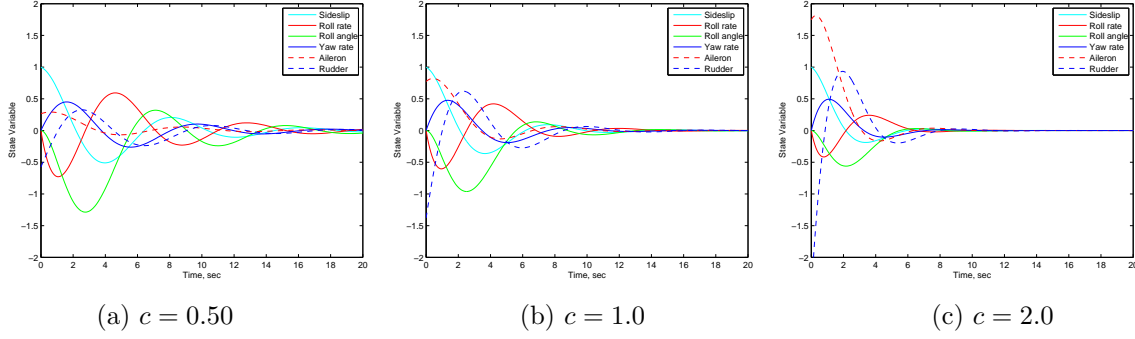 2
1.5
1
0.5
0
−0.5
−1
−1.5
−2
State Variable
0 2 4 6 8 10 12 14 16 18 20
Time, sec
Sideslip
Roll rate
Roll angle
Yaw rate
Aileron
Rudder
(a) c = 0.50
2
1.5
1
0.5
0
−0.5
−1
−1.5
−2
State Variable
0 2 4 6 8 10 12 14 16 18 20
Time, sec
Sideslip
Roll rate
Roll angle
Yaw rate
Aileron
Rudder
(b) c = 1.0
2
1.5
1
0.5
0
−0.5
−1
−1.5
−2
State Variable
0 2 4 6 8 10 12 14 16 18 20
Time, sec
Sideslip
Roll rate
Roll angle
Yaw rate
Aileron
Rudder
(c) c = 2.0